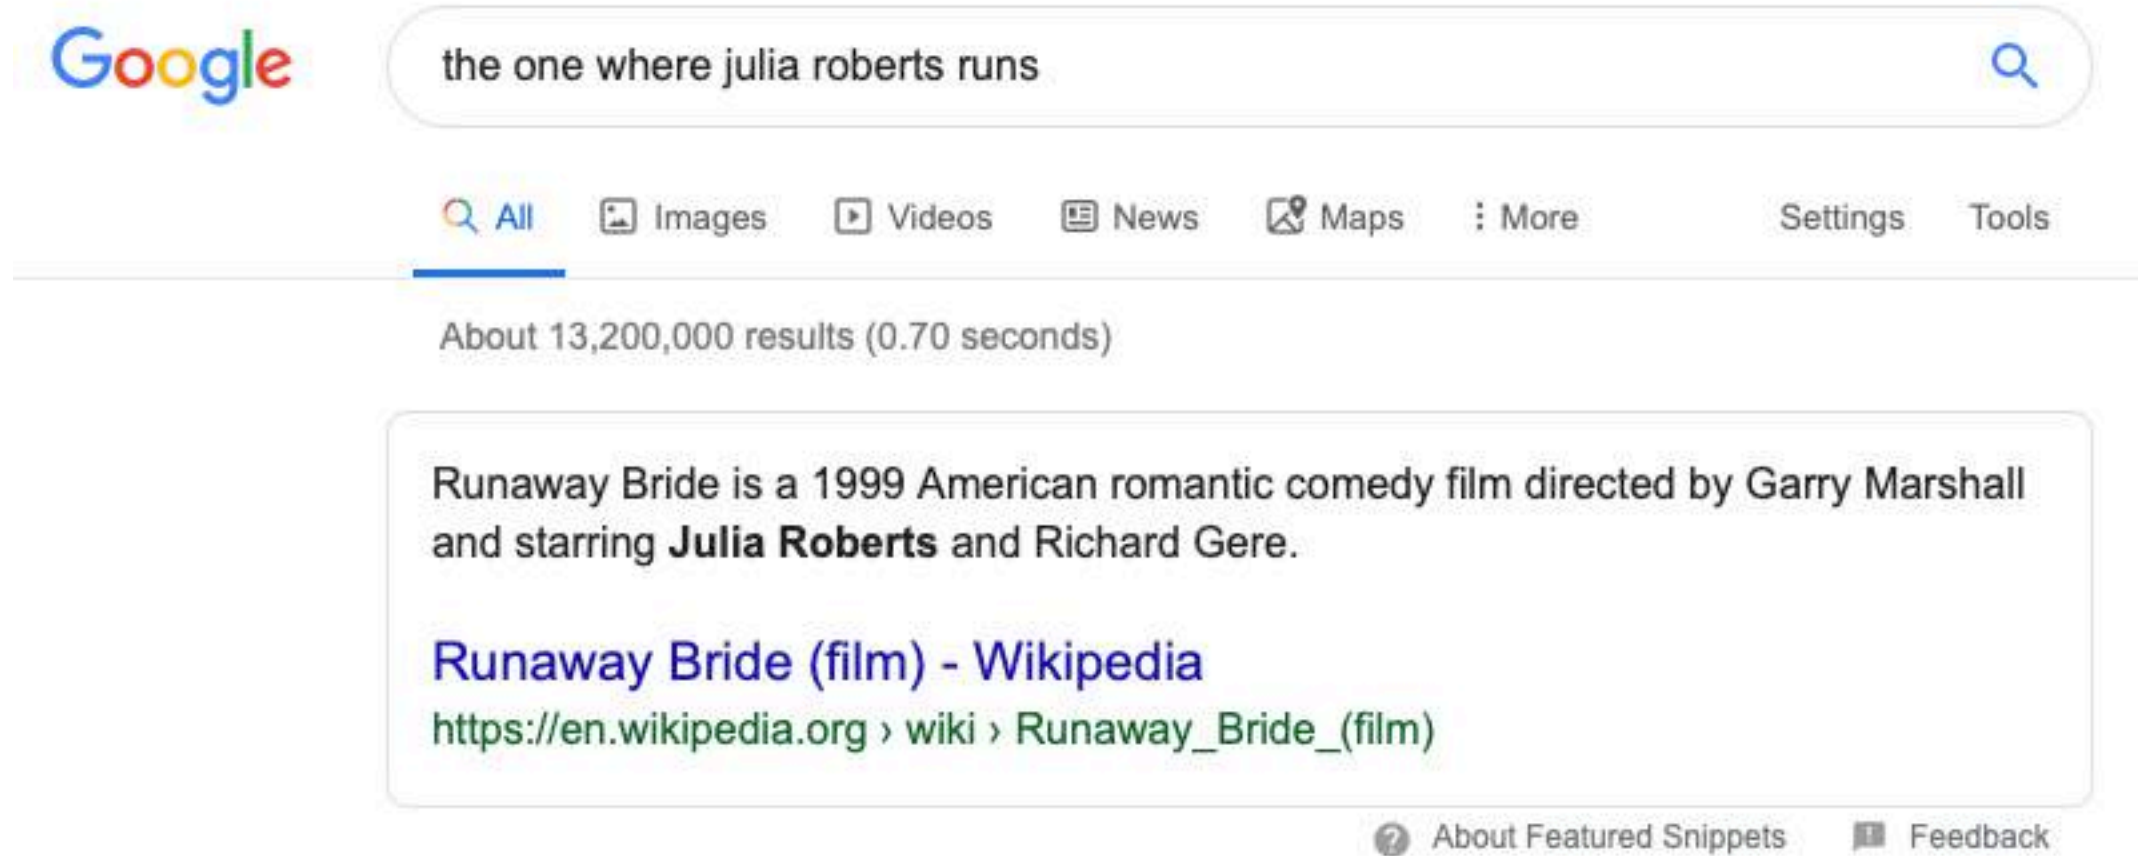 Google
the one where julia roberts runs
All Images Videos News Maps More Settings Tools
About 13,200,000 results (0.70 seconds)
Runaway Bride is a 1999 American romantic comedy film directed by Garry Marshall
and starring Julia Roberts and Richard Gere.
Runaway Bride (film) - Wikipedia
https://en.wikipedia.org › wiki › Runaway_Bride_(film)
About Featured Snippets Feedback